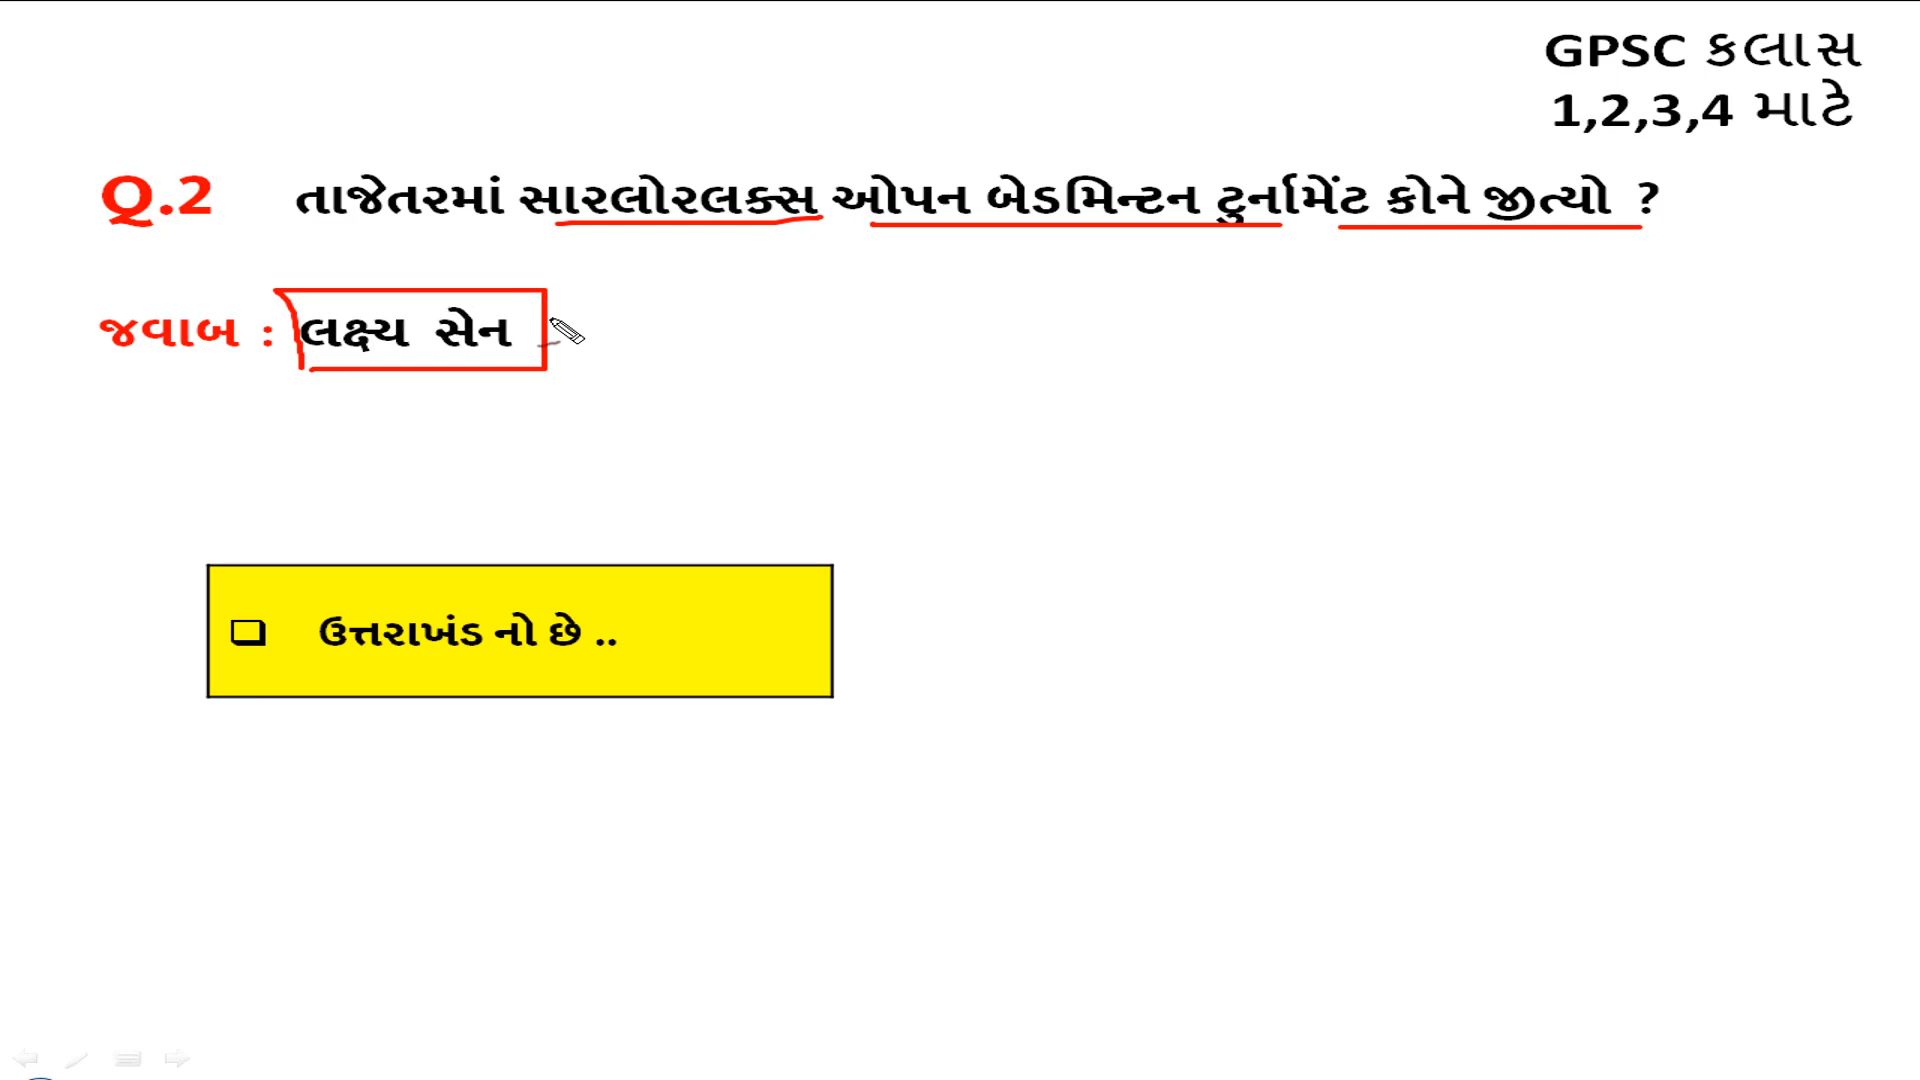 GPSC કલાસ
1,2,3,4 માટે
Q.2 તાજેતરમાં સારલોરલક્સ ઓપન બેડમિન્ટન ટુર્નામેંટ કોને જીત્યો ?
જવાબ : લક્ષ્ય સેન
ઉત્તરાખંડ નો છે ..